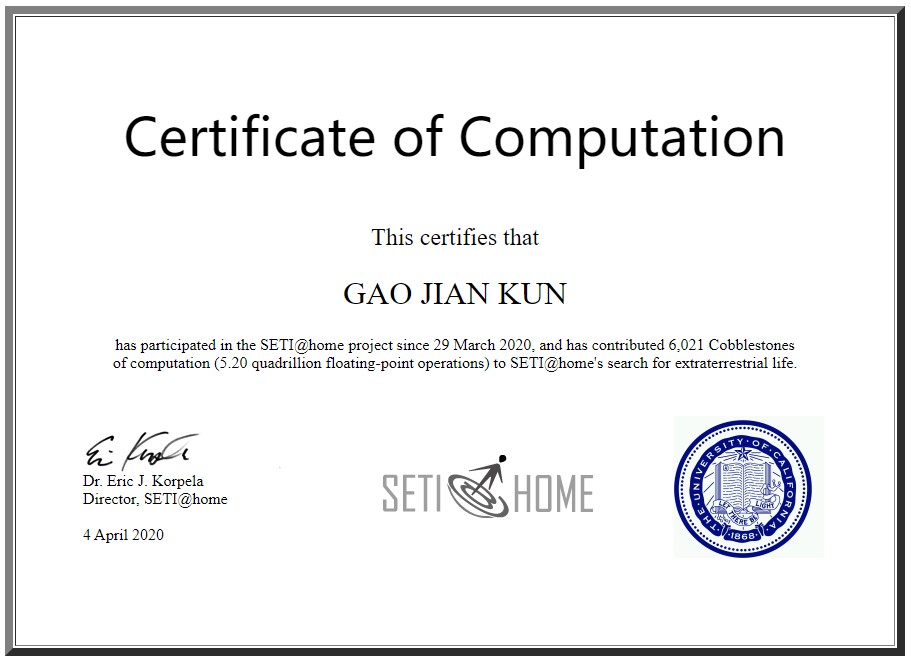 Certificate of Computation
This certifies that
GAO JIAN KUN
has participated in the SETI@home project since 29 March 2020, and has contributed 6,021 Cobblestones
of computation (5.20 quadrillion floating-point operations) to SETI@home's search for extraterrestrial life.
Dr. Eric J. Korpela
Director, SETI@home
4 April 2020
SETI HOME
THE·UNIVERSITY·OF·CALIFORNIA
LET THERE BE LIGHT
·1868·